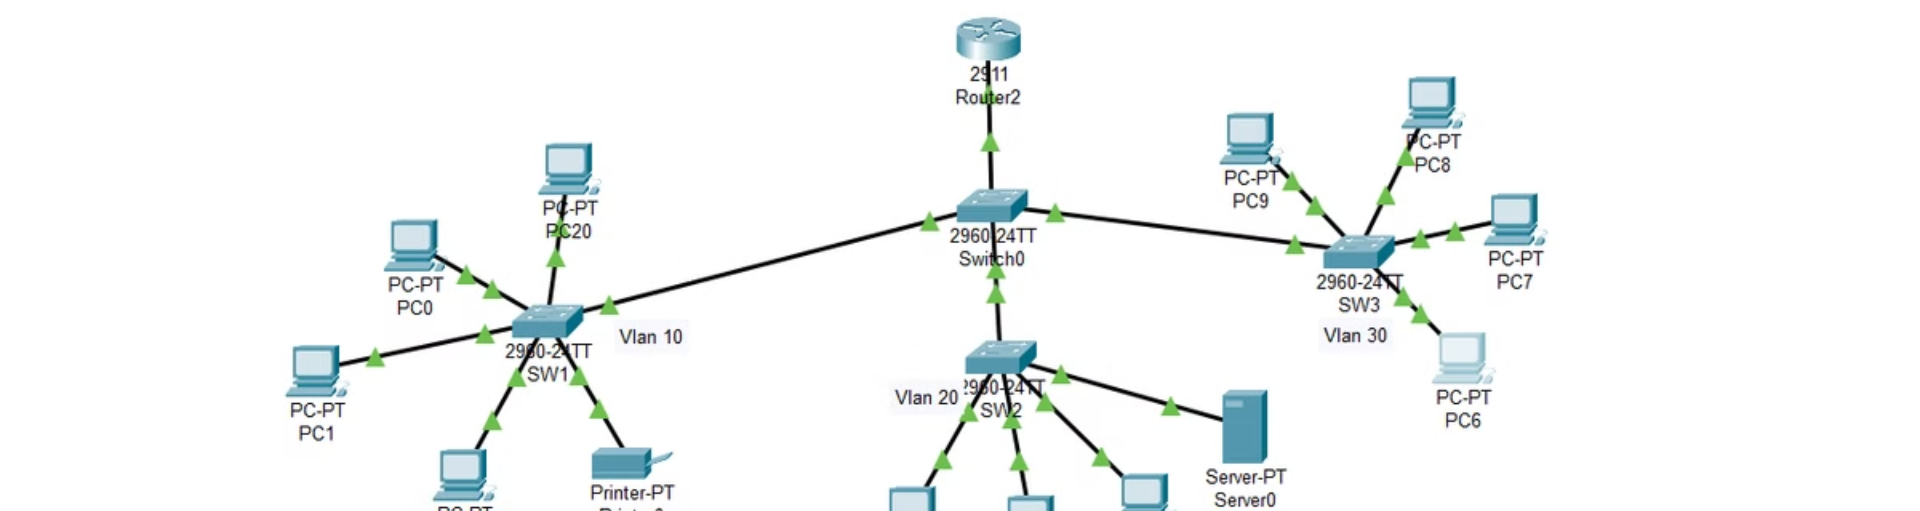 2911
Router2
PC-PT
PC8
PC-PT
PC9
PC-PT
PC20
2960-24TT
Switch0
PC-PT
PC7
PC-PT
PC0
2960-24TT
SW3
Vlan 30
Vlan 10
2960-24TT
SW1
Vlan 20
2960-24TT
SW2
PC-PT
PC6
PC-PT
PC1
Server-PT
Server0
Printer-PT